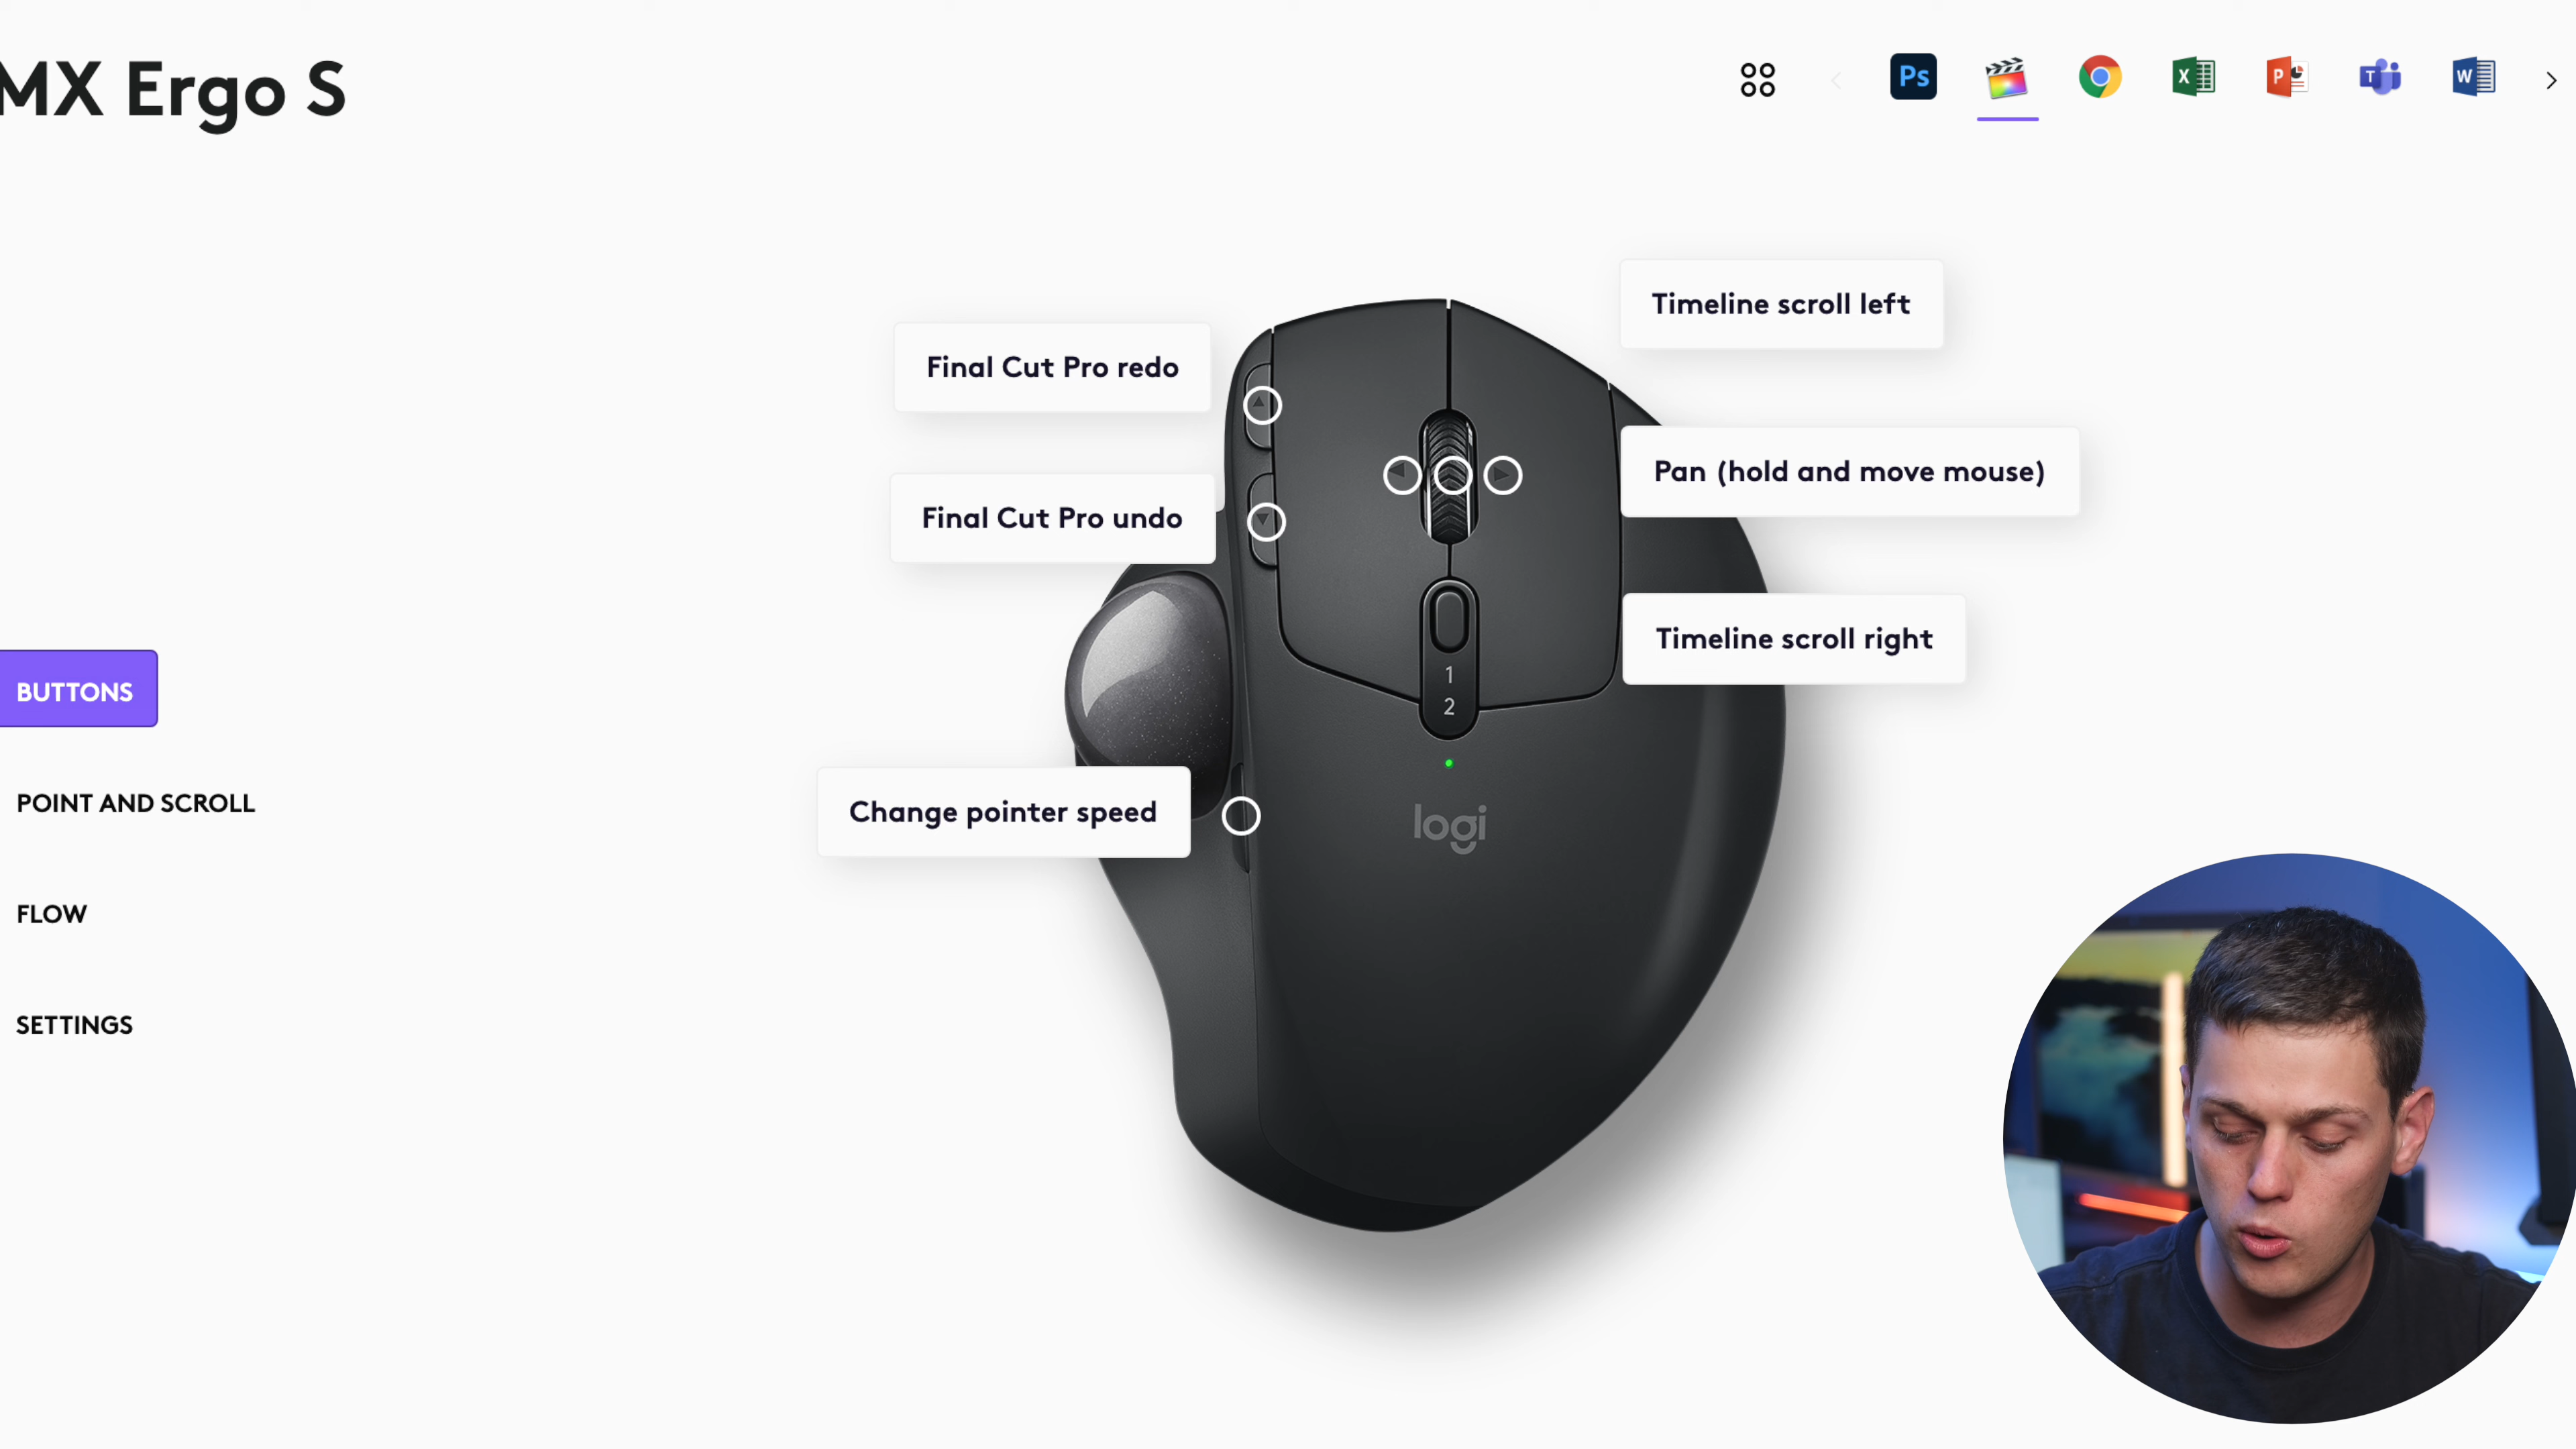 MX Ergo S
Ps
X
P
T
W
Timeline scroll left
Final Cut Pro redo
Pan (hold and move mouse)
Final Cut Pro undo
Timeline scroll right
1
2
BUTTONS
POINT AND SCROLL
Change pointer speed
logi
FLOW
SETTINGS